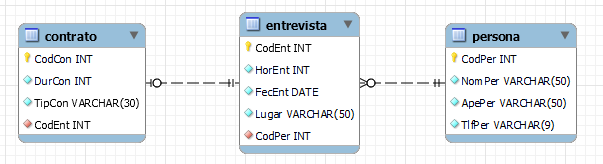 contrato
CodCon INT
DurCon INT
TipCon VARCHAR(30)
CodEnt INT
entrevista
CodEnt INT
HorEnt INT
FecEnt DATE
Lugar VARCHAR(50)
CodPer INT
persona
CodPer INT
NomPer VARCHAR(50)
ApePer VARCHAR(50)
TlfPer VARCHAR(9)